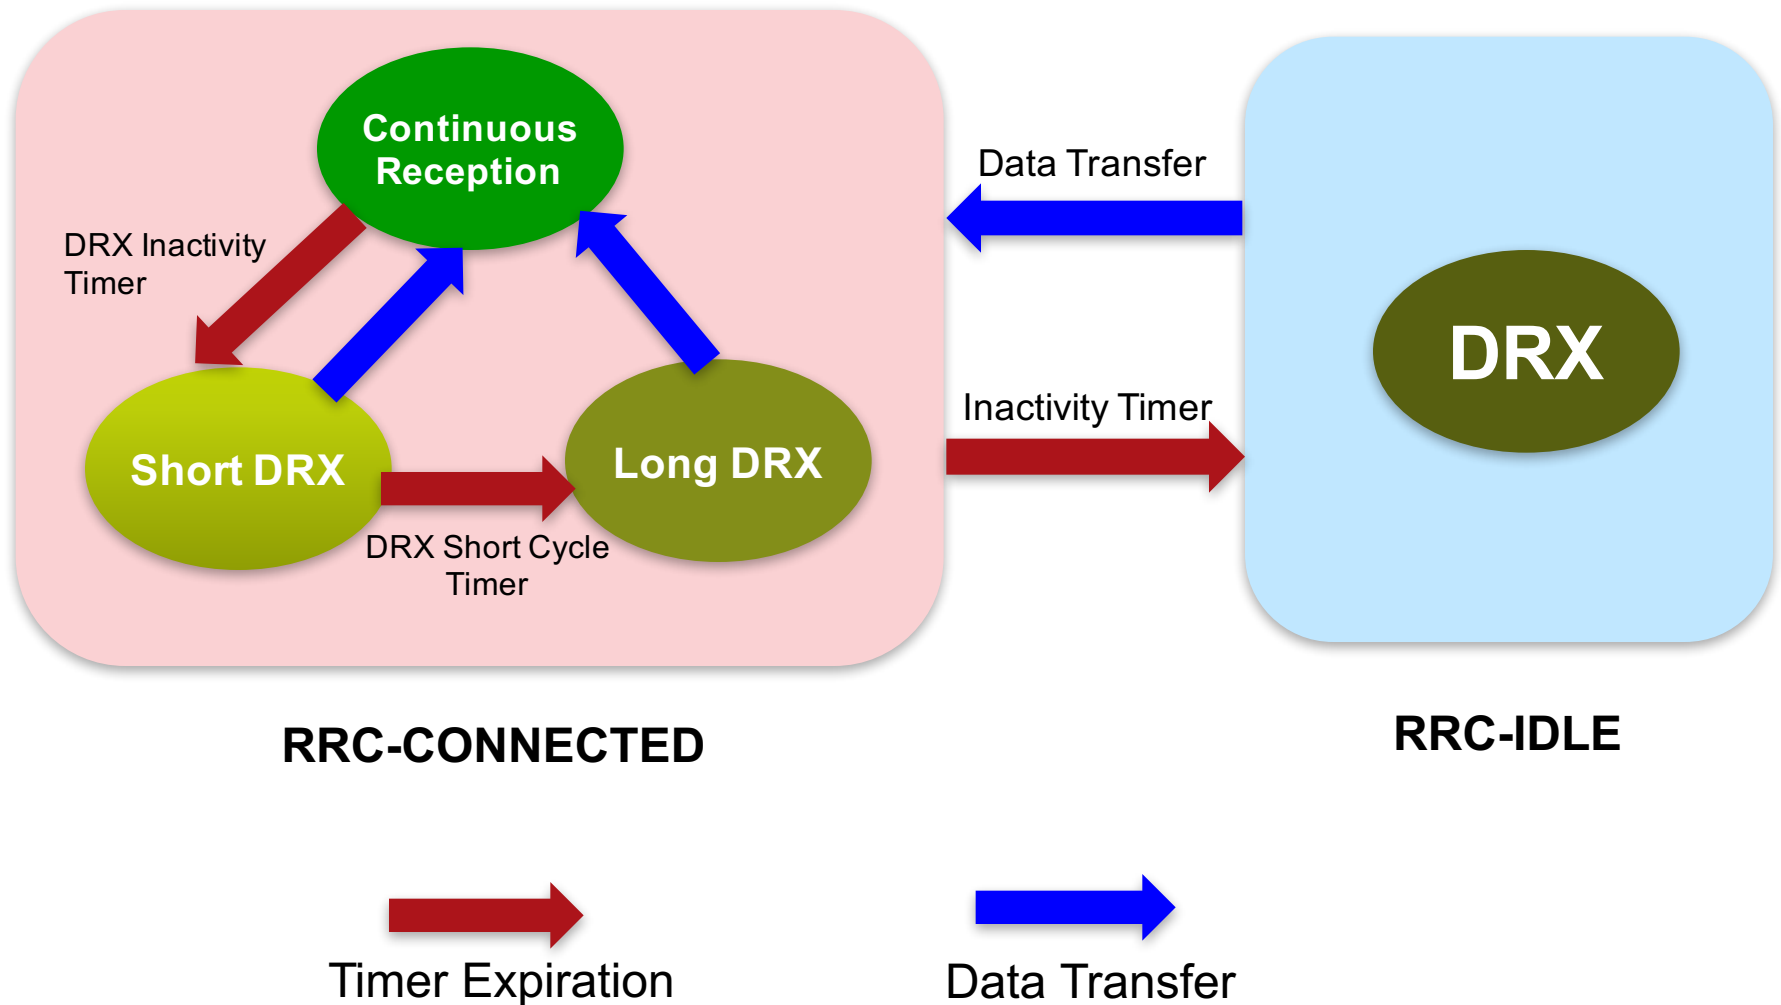 Continuous
Reception
DRX Inactivity
Timer
Short DRX
Long DRX
DRX Short Cycle
Timer
Data Transfer
Inactivity Timer
DRX
RRC-CONNECTED
RRC-IDLE
Timer Expiration
Data Transfer